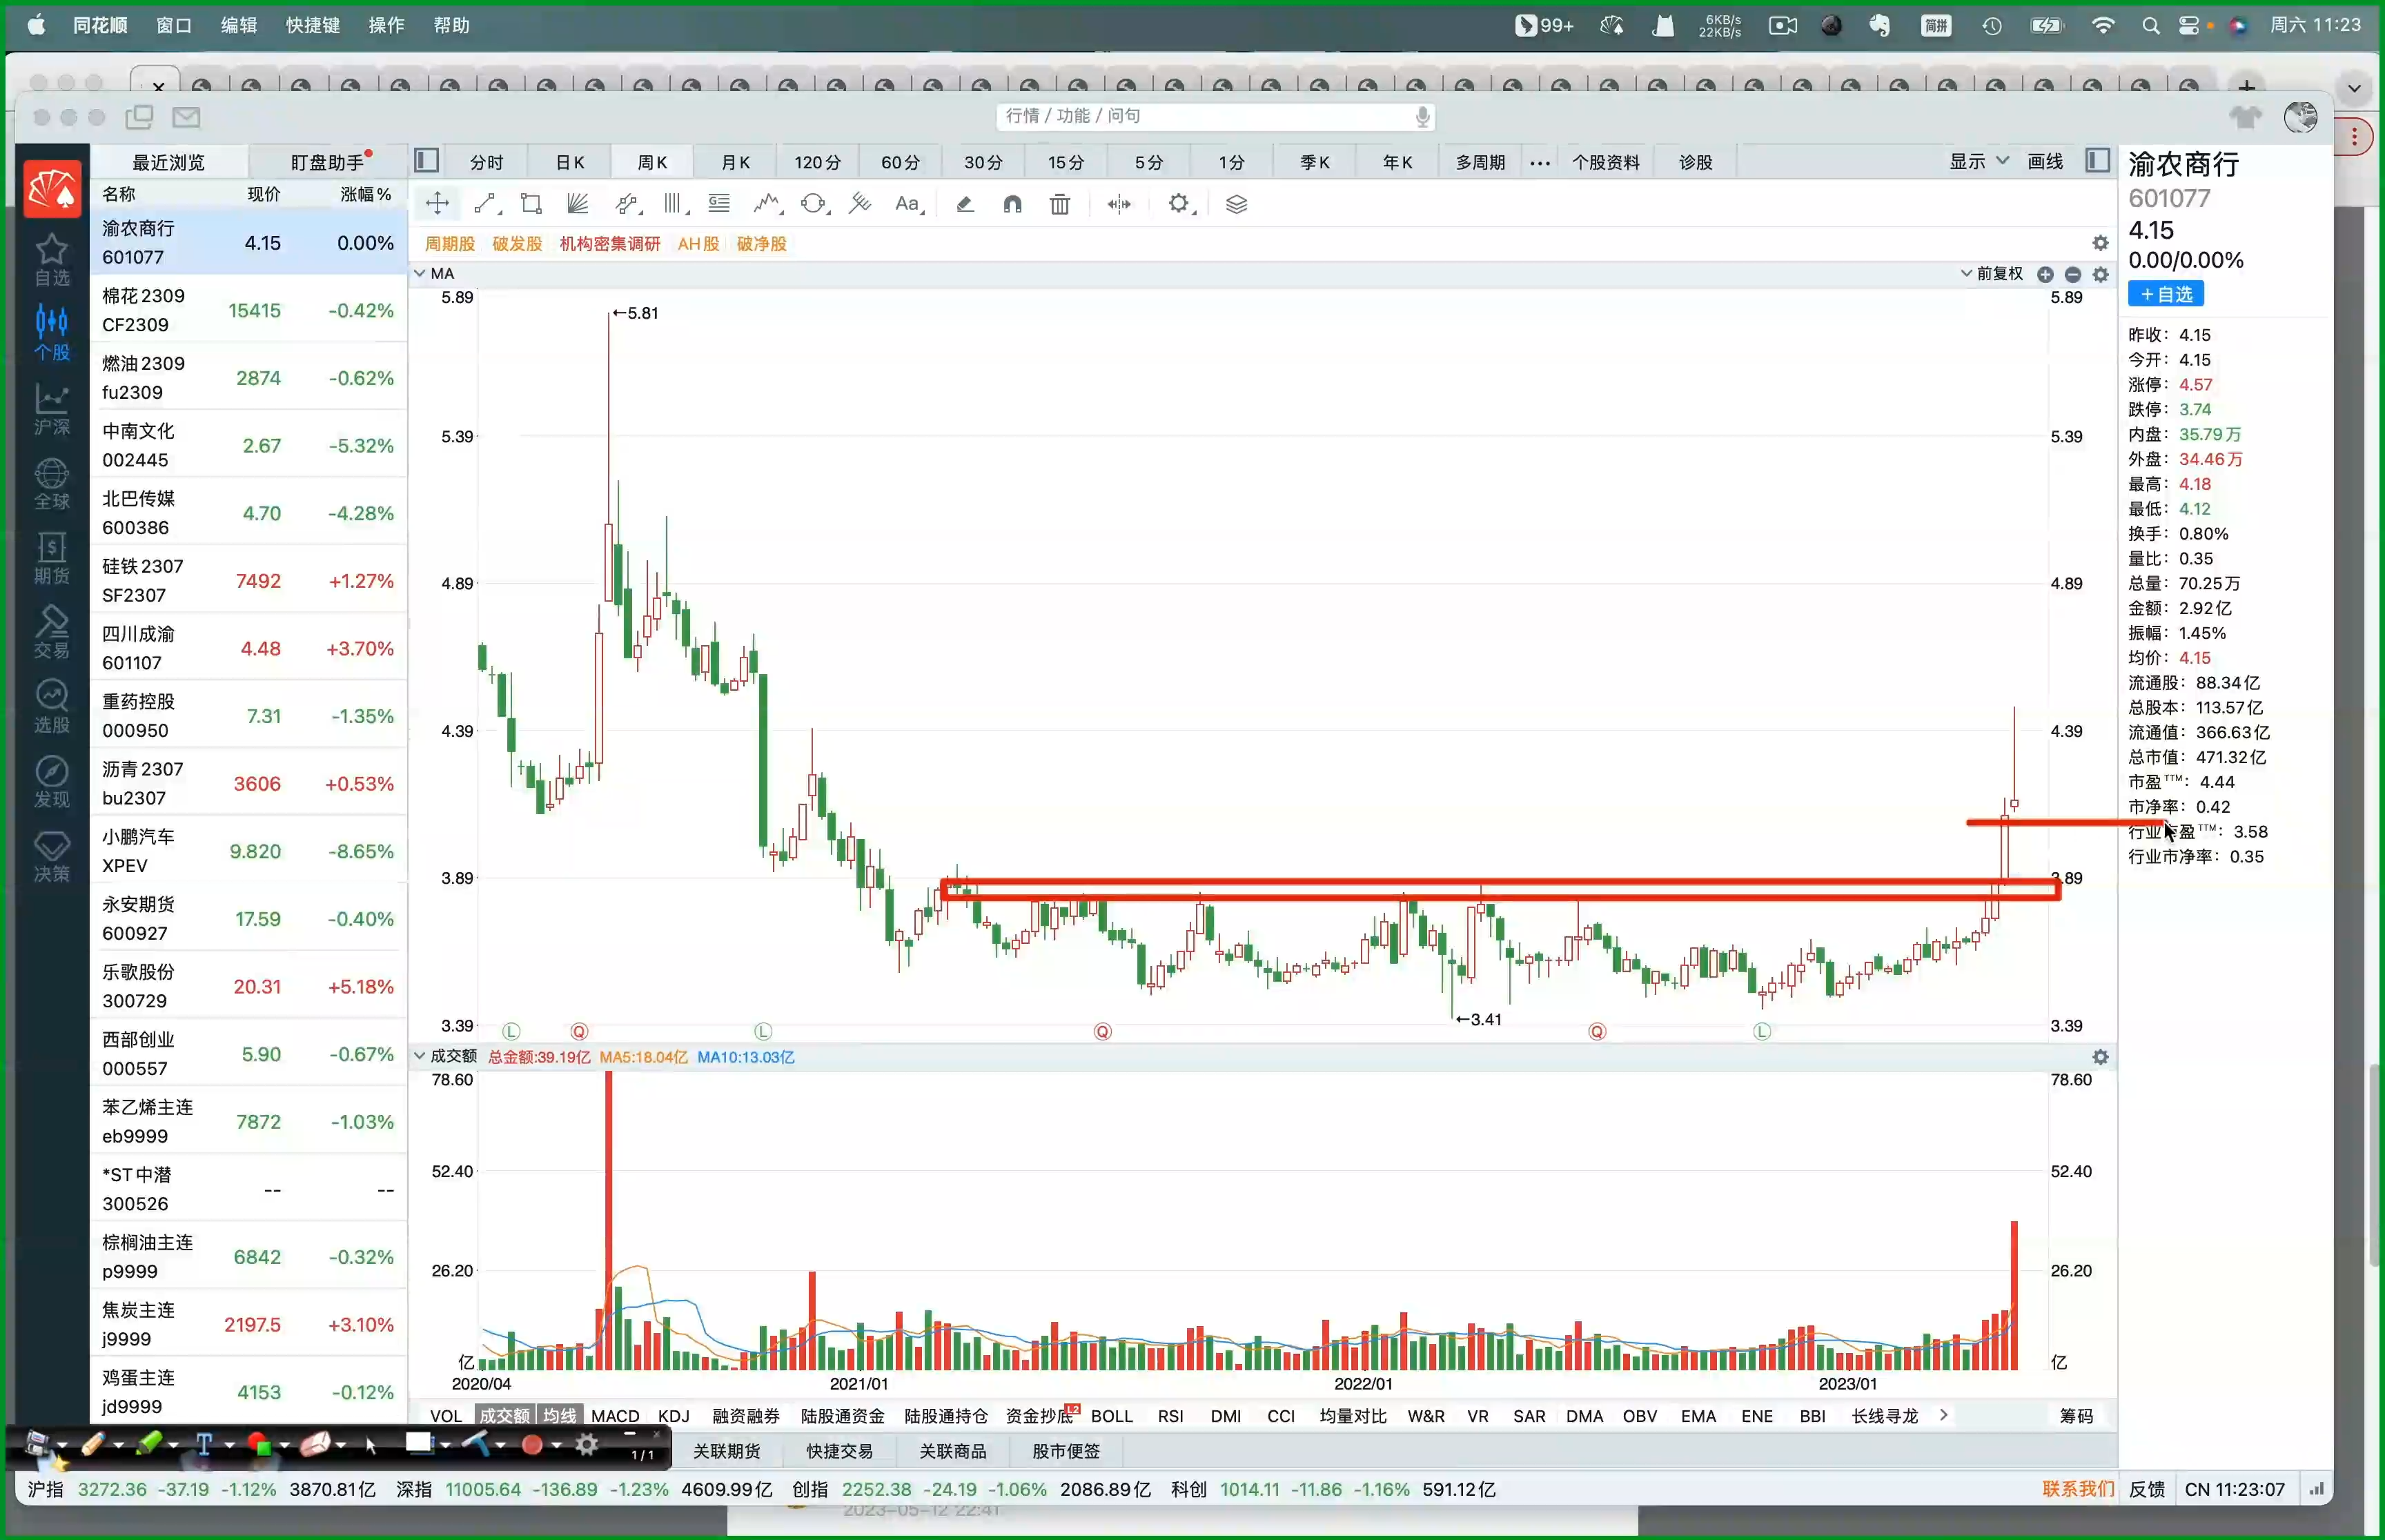 同花顺 窗口 编辑 快捷键 操作 帮助 99+ 6KB/s 22KB/s 简拼 周六 11:23
行情 / 功能 / 问句
最近浏览 盯盘助手 分时 日K 周K 月K 120分 60分 30分 15分 5分 1分 季K 年K 多周期 ··· 个股资料 诊股 显示 画线
名称 现价 涨幅%
渝农商行 4.15 0.00%
601077
棉花2309 15415 -0.42%
CF2309
燃油2309 2874 -0.62%
fu2309
中南文化 2.67 -5.32%
002445
北巴传媒 4.70 -4.28%
600386
硅铁2307 7492 +1.27%
SF2307
四川成渝 4.48 +3.70%
601107
重药控股 7.31 -1.35%
000950
沥青2307 3606 +0.53%
bu2307
小鹏汽车 9.820 -8.65%
XPEV
永安期货 17.59 -0.40%
600927
乐歌股份 20.31 +5.18%
300729
西部创业 5.90 -0.67%
000557
苯乙烯主连 7872 -1.03%
eb9999
*ST中潜 -- --
300526
棕榈油主连 6842 -0.32%
p9999
焦炭主连 2197.5 +3.10%
j9999
鸡蛋主连 4153 -0.12%
jd9999
自选
个股
沪深
全球
期货
交易
选股
发现
决策
Aa
周期股 破发股 机构密集调研 AH股 破净股
MA 前复权
5.89 5.89
←5.81
5.39 5.39
4.89 4.89
4.39 4.39
3.89 3.89
←3.41
3.39 3.39
L Q L Q Q L
成交额 总金额:39.19亿 MA5:18.04亿 MA10:13.03亿
78.60 78.60
52.40 52.40
26.20 26.20
亿 亿
2020/04 2021/01 2022/01 2023/01
VOL 成交额 均线 MACD KDJ 融资融券 陆股通资金 陆股通持仓 资金抄底 L2 BOLL RSI DMI CCI 均量对比 W&R VR SAR DMA OBV EMA ENE BBI 长线寻龙 筹码
T 1/1 关联期货 快捷交易 关联商品 股市便签
渝农商行
601077
4.15
0.00/0.00%
+自选
昨收: 4.15
今开: 4.15
涨停: 4.57
跌停: 3.74
内盘: 35.79万
外盘: 34.46万
最高: 4.18
最低: 4.12
换手: 0.80%
量比: 0.35
总量: 70.25万
金额: 2.92亿
振幅: 1.45%
均价: 4.15
流通股: 88.34亿
总股本: 113.57亿
流通值: 366.63亿
总市值: 471.32亿
市盈TTM: 4.44
市净率: 0.42
行业市盈TTM: 3.58
行业市净率: 0.35
沪指 3272.36 -37.19 -1.12% 3870.81亿 深指 11005.64 -136.89 -1.23% 4609.99亿 创指 2252.38 -24.19 -1.06% 2086.89亿 科创 1014.11 -11.86 -1.16% 591.12亿 联系我们 反馈 CN 11:23:07
2023-05-12 22:41